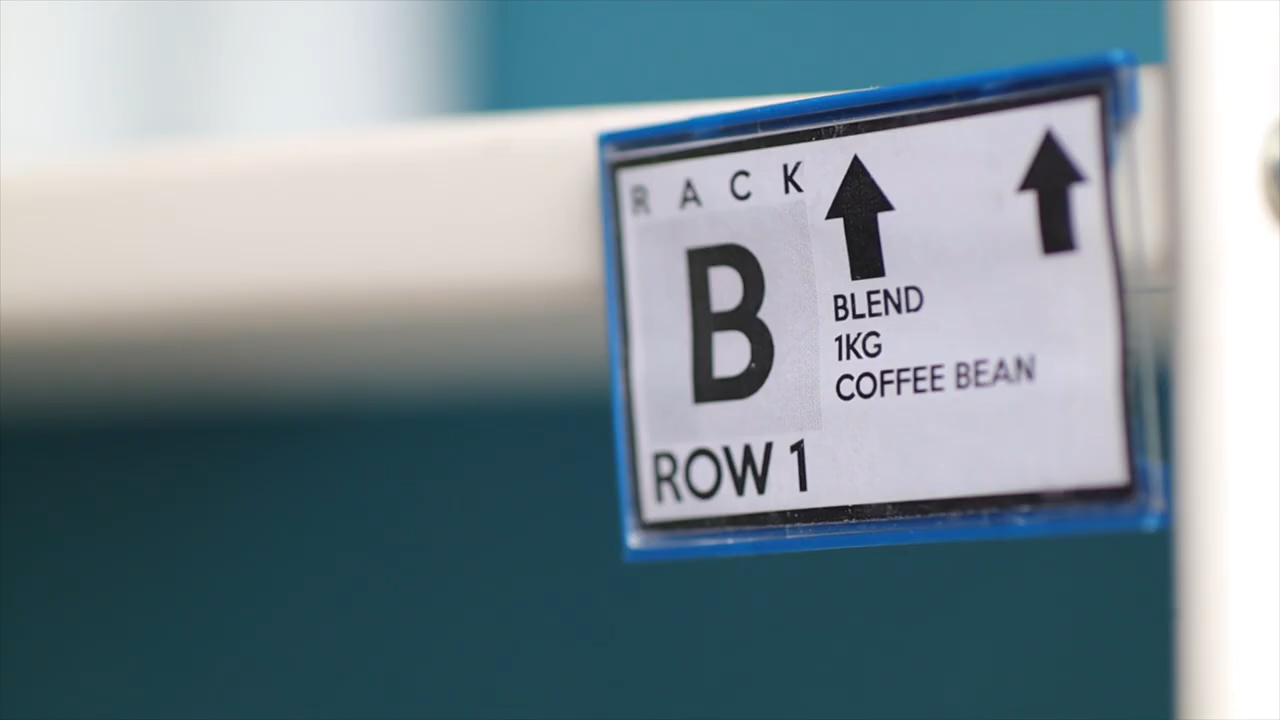 RACK
B
ROW 1
BLEND
1KG
COFFEE BEAN